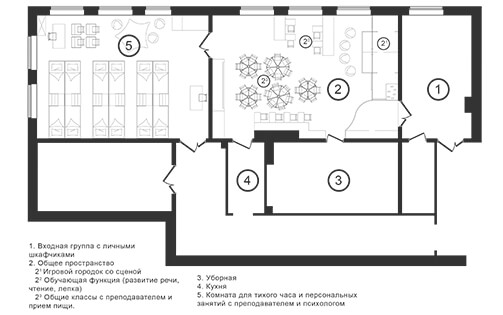 5
2²
2¹
2³
2
1
4
3
1. Входная группа с личными
шкафчиками
2. Общее пространство
2¹ Игровой городок со сценой
2² Обучающая функция (развитие речи,
чтение, лепка)
2³ Общие классы с преподавателем и
прием пищи.
3. Уборная
4. Кухня
5. Комната для тихого часа и персональных
занятий с преподавателем и психологом